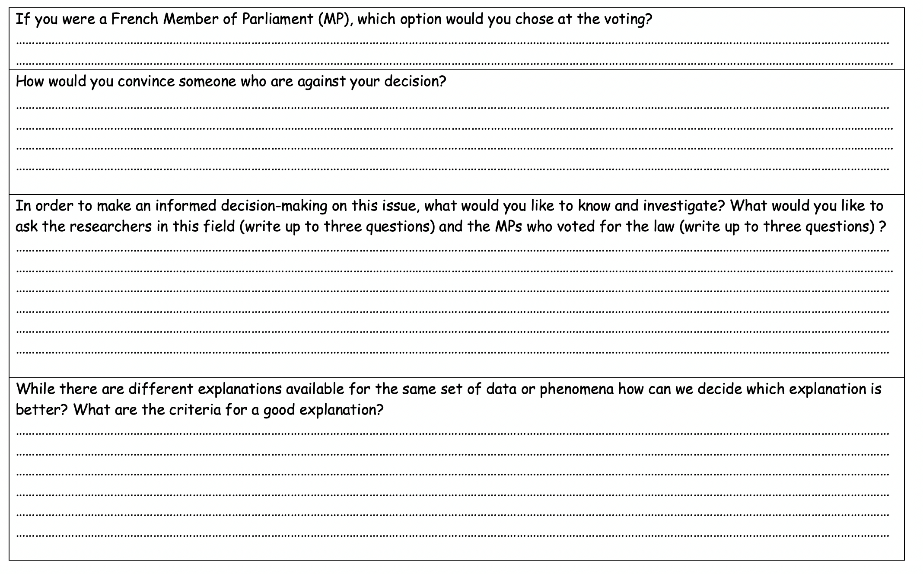 If you were a French Member of Parliament (MP), which option would you chose at the voting?
How would you convince someone who are against your decision?
In order to make an informed decision-making on this issue, what would you like to know and investigate? What would you like to
ask the researchers in this field (write up to three questions) and the MPs who voted for the law (write up to three questions) ?
While there are different explanations available for the same set of data or phenomena how can we decide which explanation is
better? What are the criteria for a good explanation?